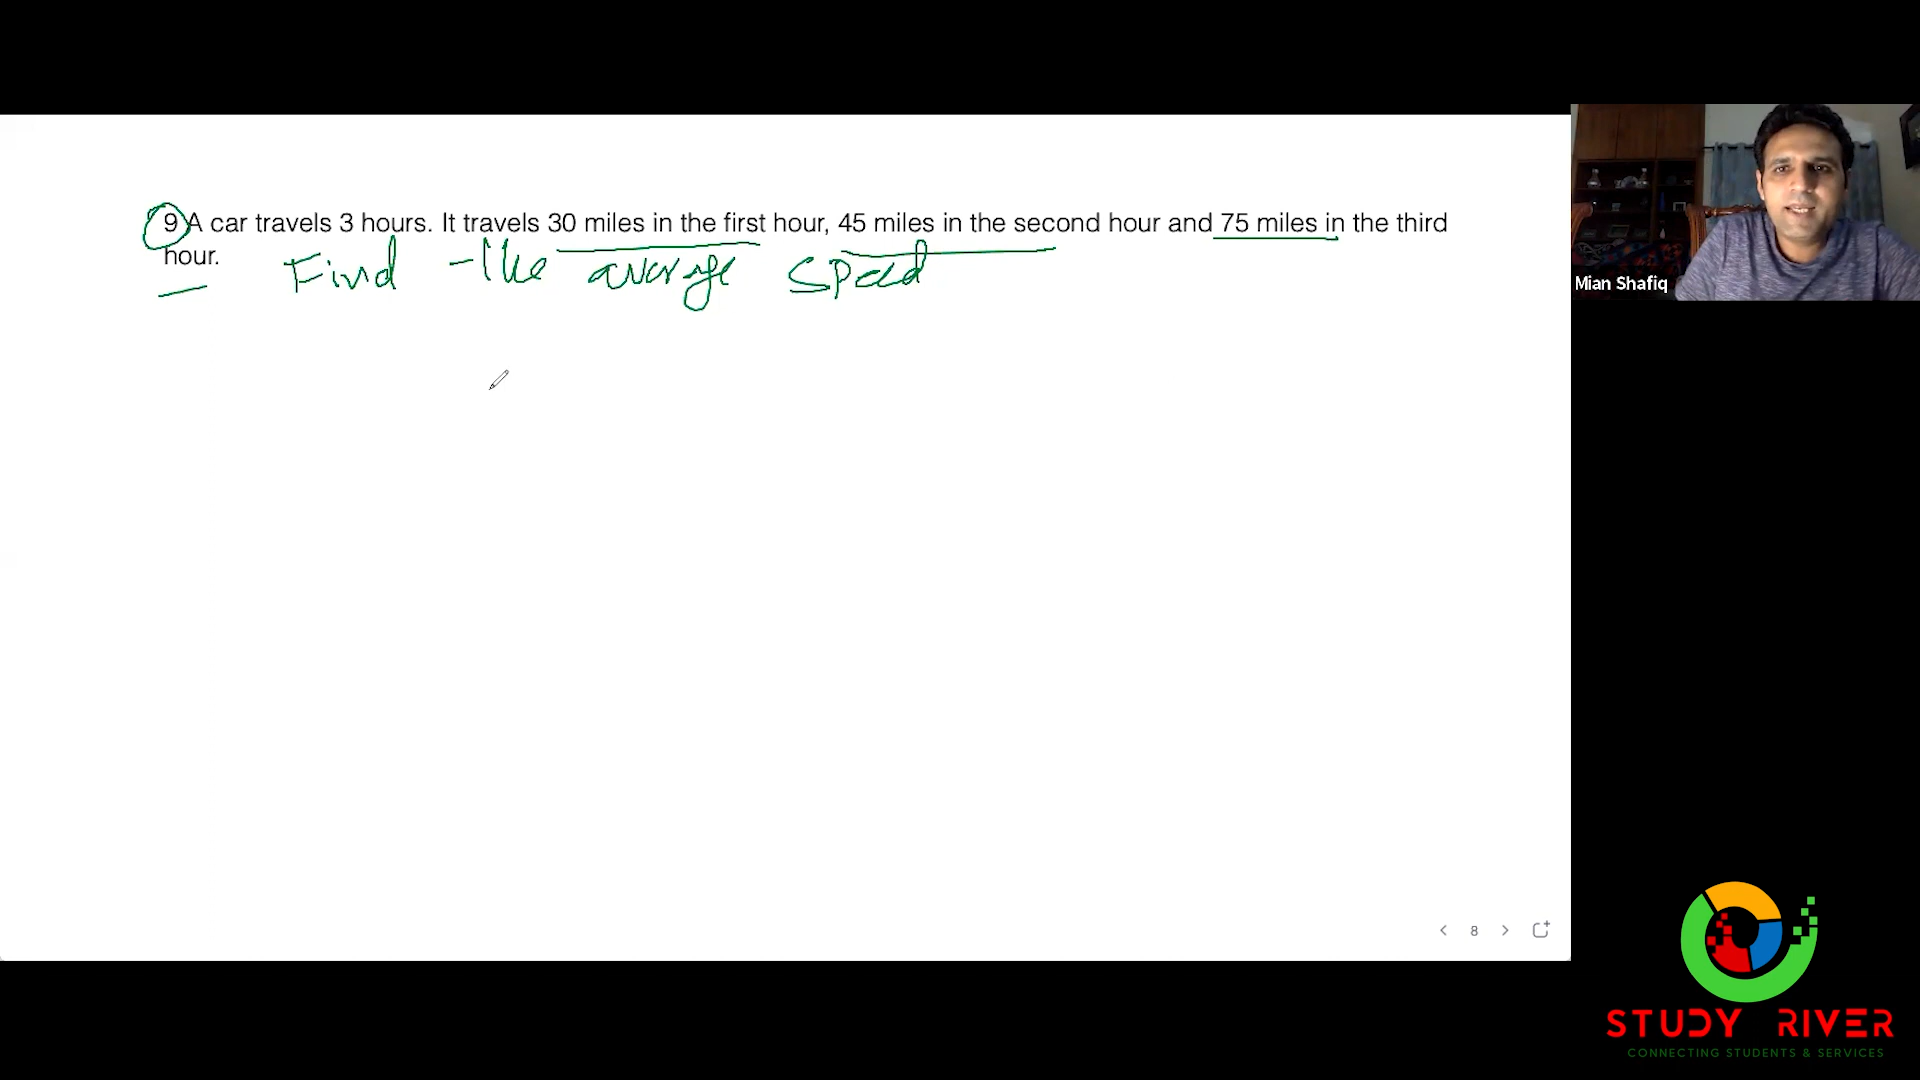 9 A car travels 3 hours. It travels 30 miles in the first hour, 45 miles in the second hour and 75 miles in the third
hour. Find the average speed
Mian Shafiq
8
STUDY RIVER
CONNECTING STUDENTS & SERVICES